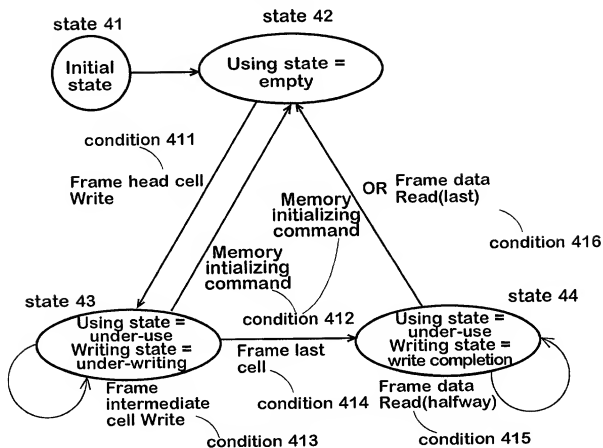 state 41
state 42
Initial
state
Using state =
empty
condition 411
Frame head cell
Write
OR Frame data
Read(last)
condition 416
Memory
initializing
command
Memory
intializing
command
state 43
state 44
condition 412
Using state =
under-use
Writing state =
under-writing
Using state =
under-use
Writing state =
write completion
Frame last
cell
condition 414
Frame
intermediate
cell Write
condition 413
Frame data
Read(halfway)
condition 415